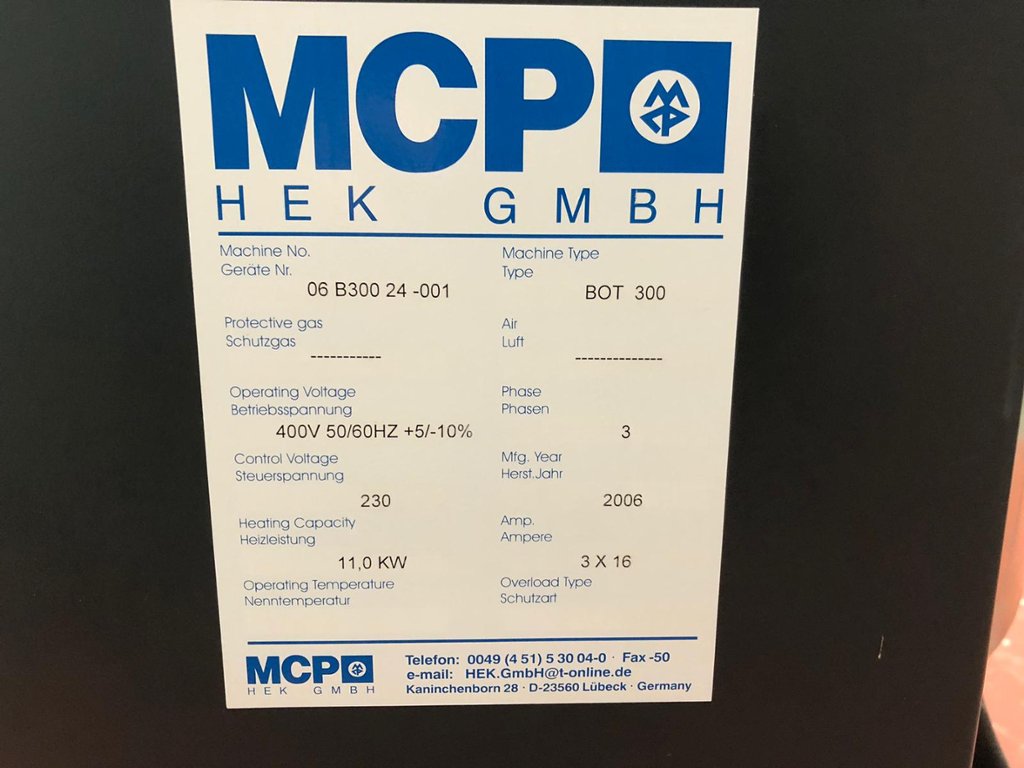 MCP MCP
HEK GMBH
Machine No.
Geräte Nr.
06 B300 24 -001
Machine Type
Type
BOT 300
Protective gas
Schutzgas
-----------
Air
Luft
--------------
Operating Voltage
Betriebsspannung
400V 50/60HZ +5/-10%
Phase
Phasen
3
Control Voltage
Steuerspannung
230
Mfg. Year
Herst.Jahr
2006
Heating Capacity
Heizleistung
11,0 KW
Amp.
Ampere
3 X 16
Operating Temperature
Nenntemperatur
Overload Type
Schutzart
MCP
HEK GMBH
Telefon: 0049 (4 51) 5 30 04-0 · Fax -50
e-mail: HEK.GmbH@t-online.de
Kaninchenborn 28 · D-23560 Lübeck · Germany